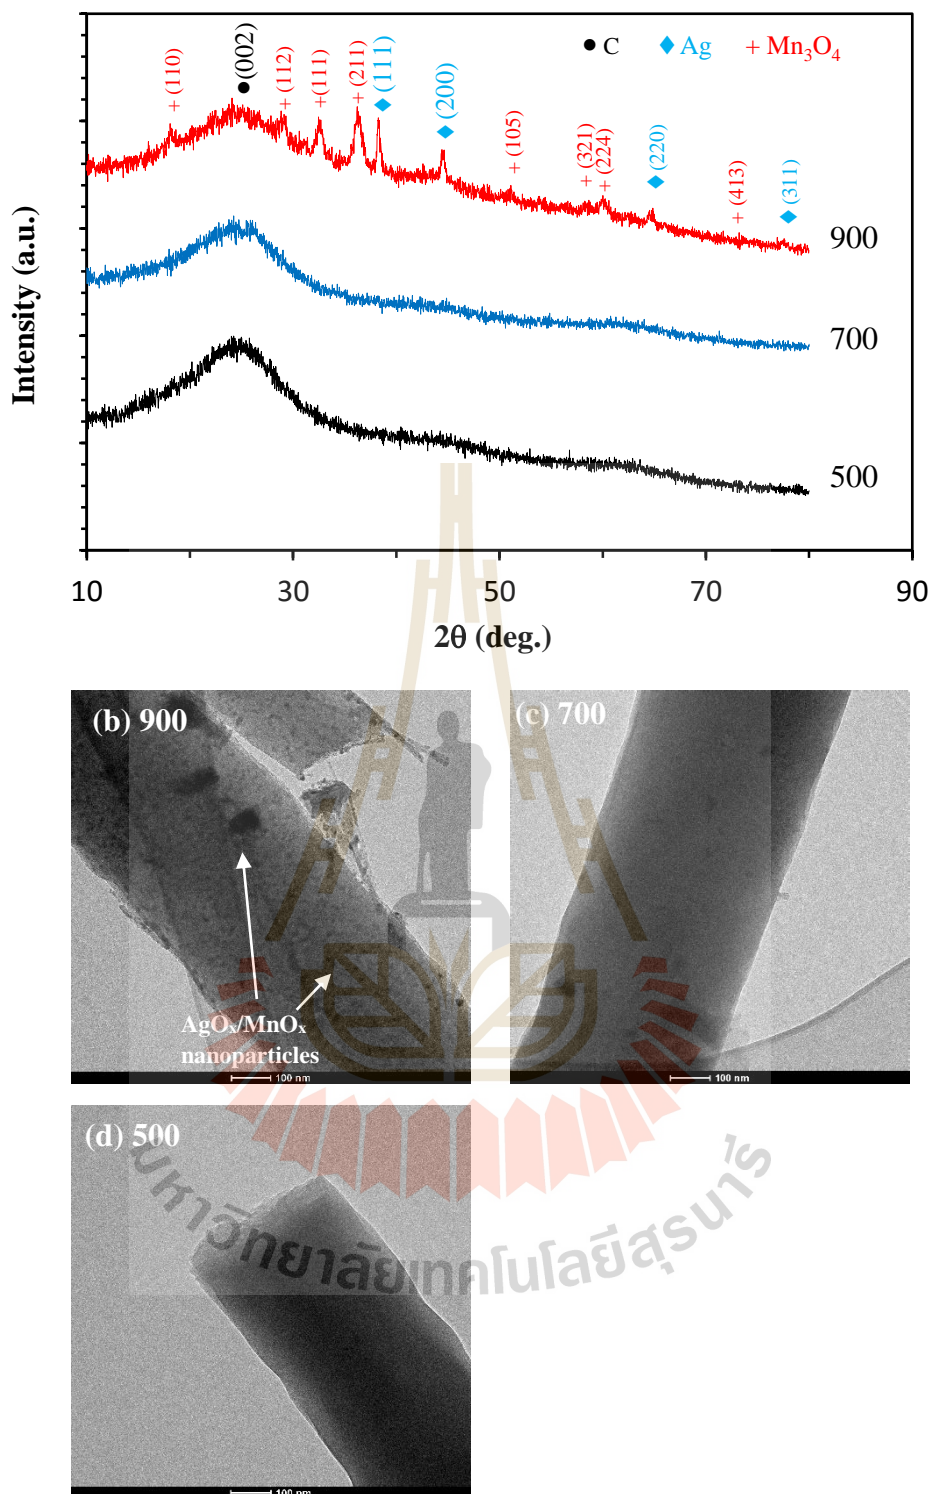 ● C ◆ Ag + Mn₃O₄
+ (110)
●(002)
+ (112)
+ (111)
+ (211)
◆ (111)
◆ (200)
+ (105)
+ (321)
+ (224)
◆ (220)
+ (413)
◆ (311)
900
700
500
Intensity (a.u.)
10 30 50 70 90
2θ (deg.)
(b) 900
AgOₓ/MnOₓ
nanoparticles
100 nm
(c) 700
100 nm
(d) 500
100 nm
มหาวิทยาลัยเทคโนโลยีสุรนารี